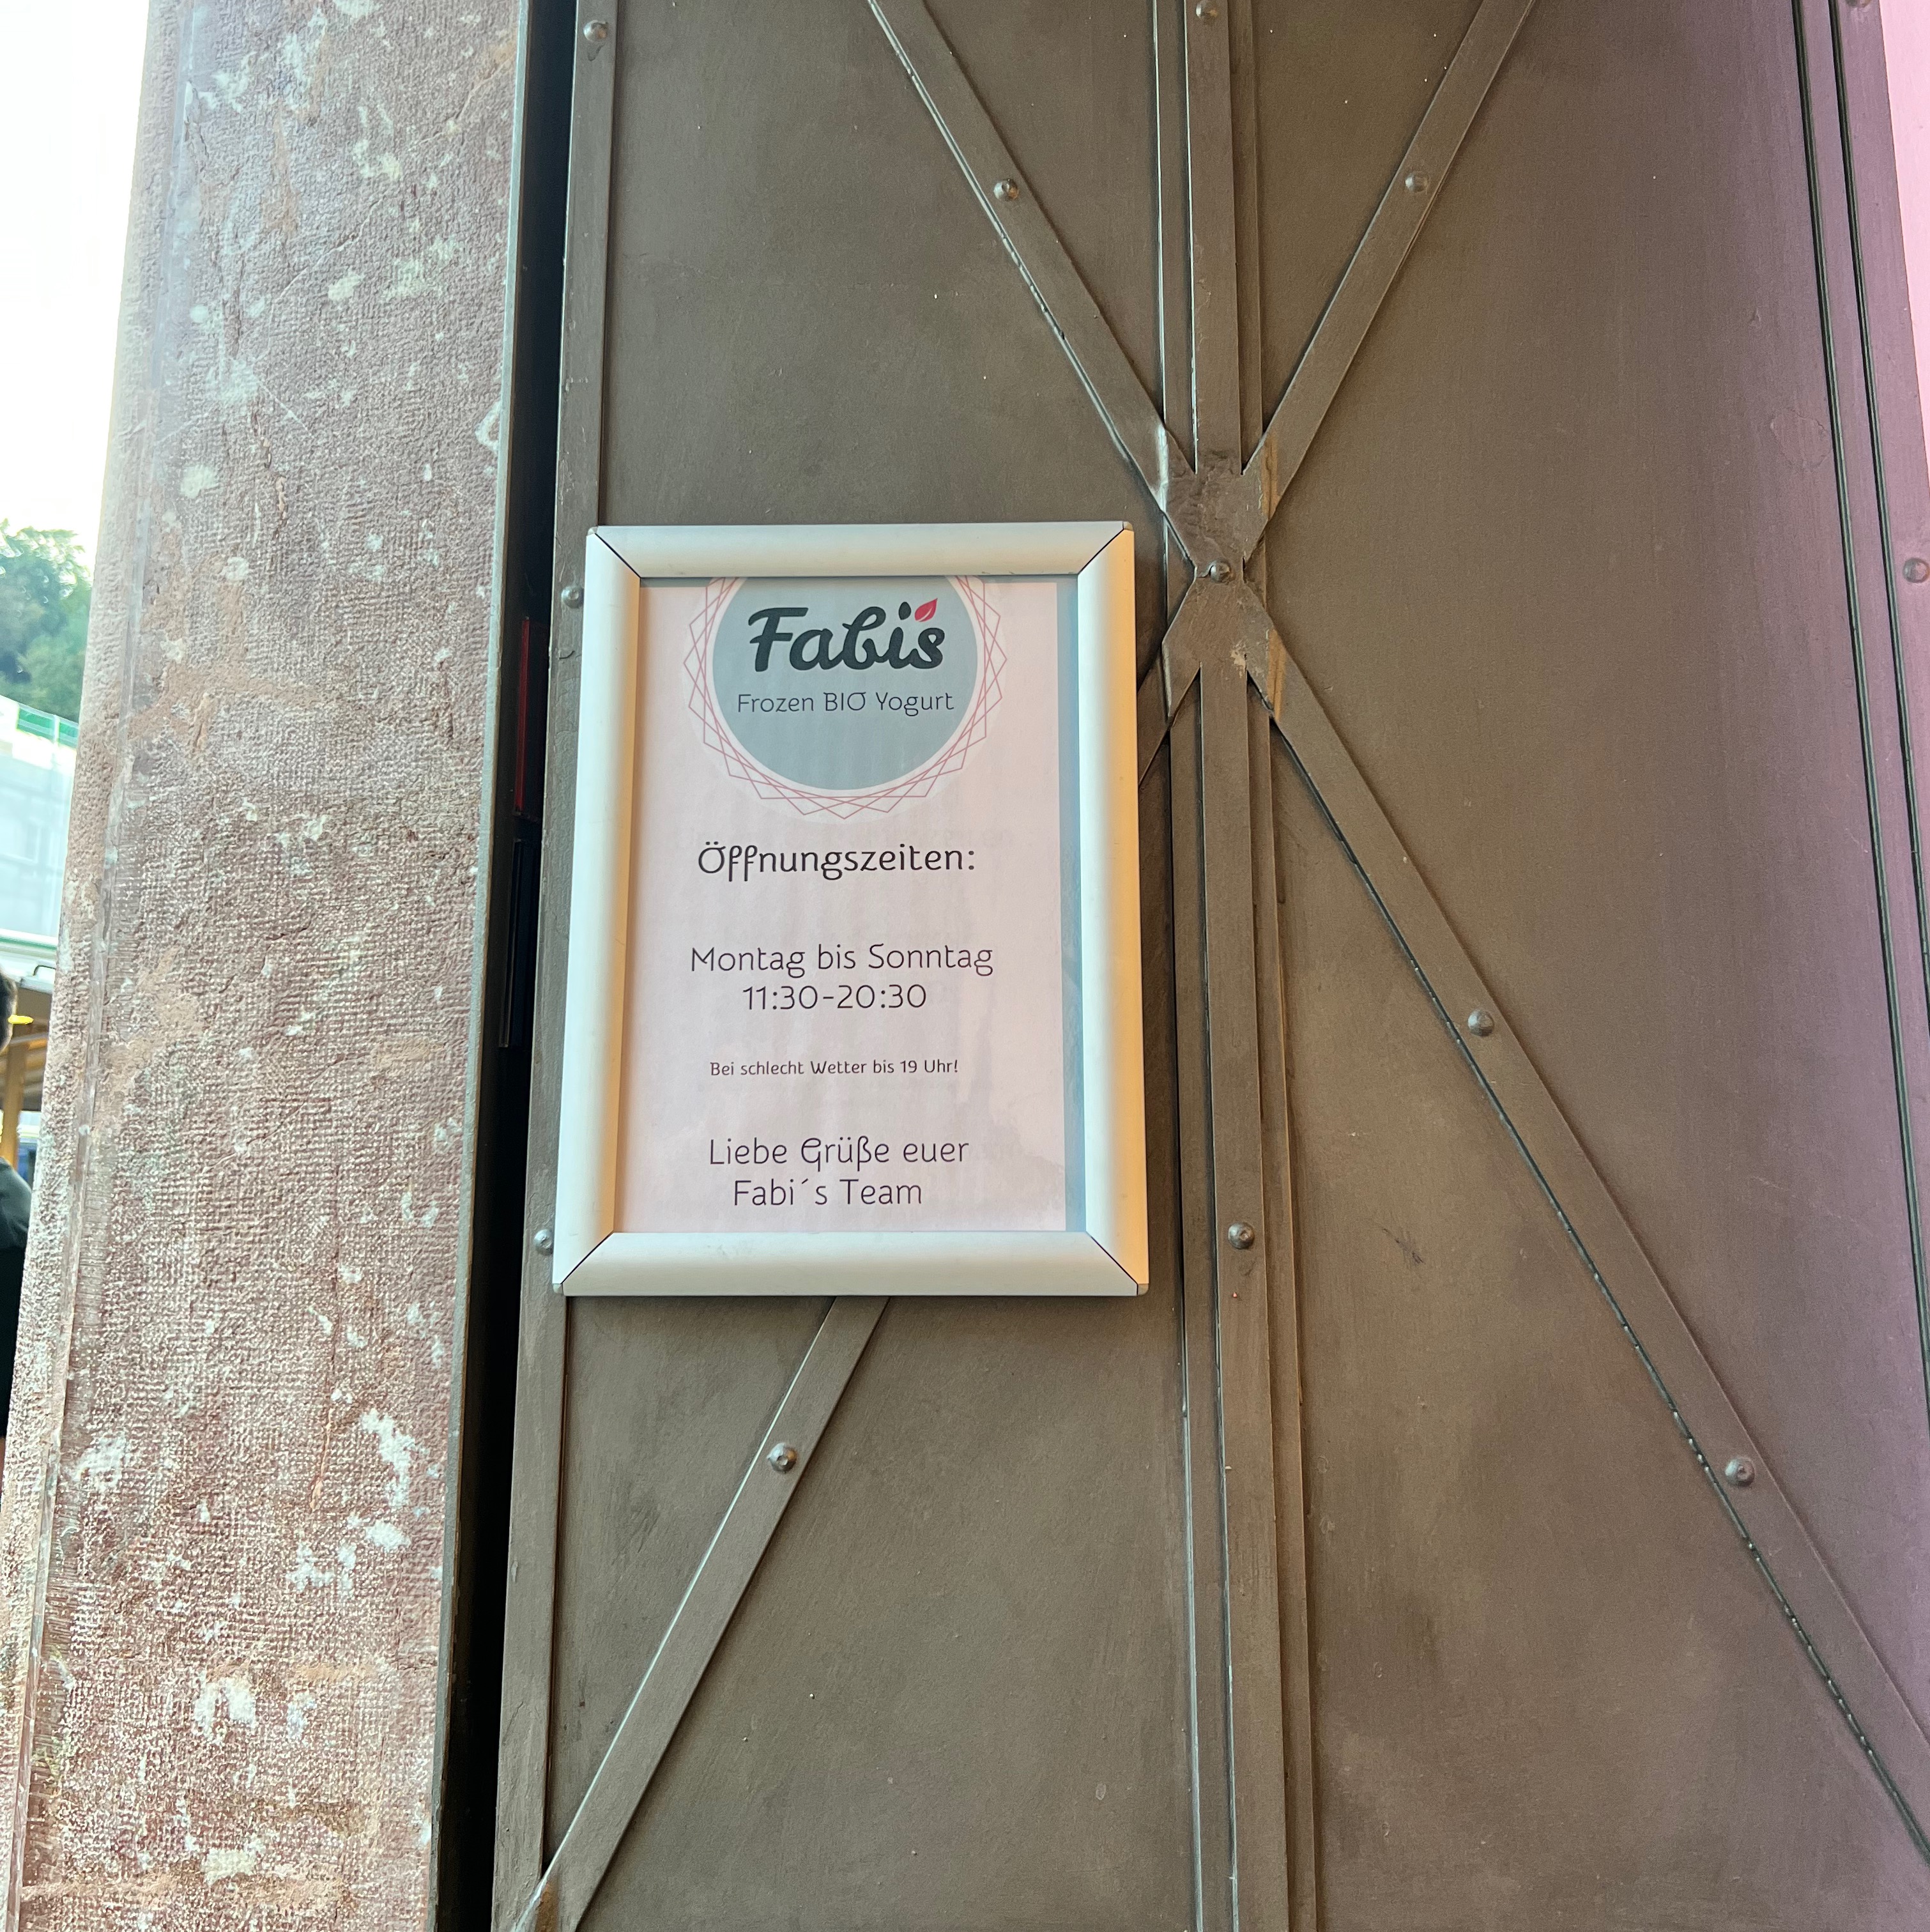 Fabis
Frozen BIO Yogurt
Öffnungszeiten:
Montag bis Sonntag
11:30-20:30
Bei schlecht Wetter bis 19 Uhr!
Liebe Grüße euer
Fabi´s Team